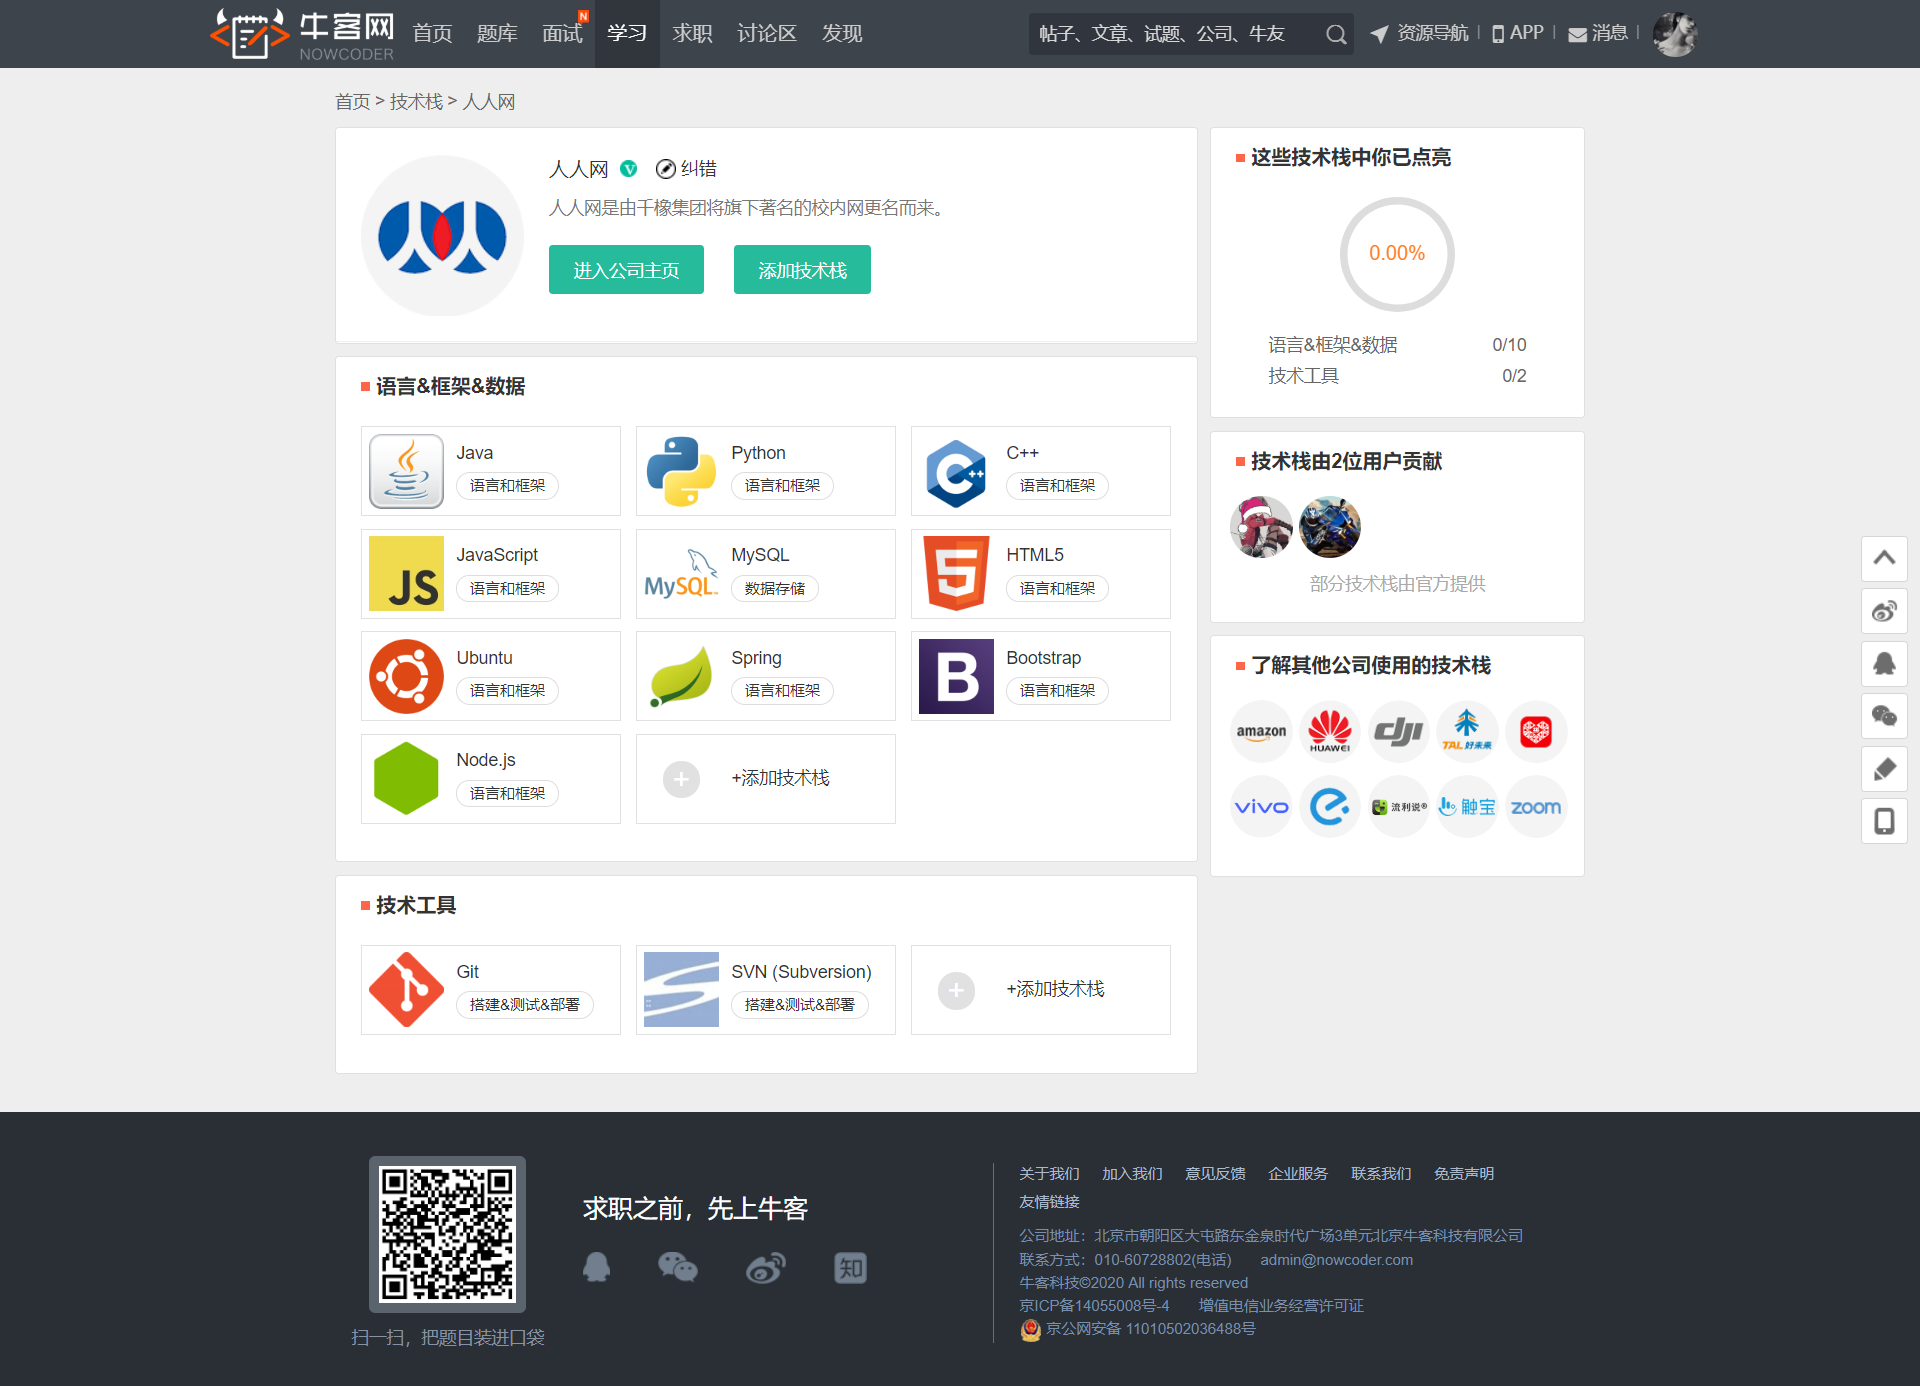 牛客网
NOWCODER
首页
题库
面试
N
学习
求职
讨论区
发现
帖子、文章、试题、公司、牛友
资源导航
APP
消息
首页 > 技术栈 > 人人网
人人网
V
纠错
人人网是由千橡集团将旗下著名的校内网更名而来。
进入公司主页
添加技术栈
语言&框架&数据
Java
语言和框架
Python
语言和框架
C++
语言和框架
JS
JavaScript
语言和框架
MySQL
MySQL
数据存储
5
HTML5
语言和框架
Ubuntu
语言和框架
Spring
语言和框架
B
Bootstrap
语言和框架
Node.js
语言和框架
+添加技术栈
技术工具
Git
搭建&测试&部署
SVN (Subversion)
搭建&测试&部署
+添加技术栈
这些技术栈中你已点亮
0.00%
语言&框架&数据 0/10
技术工具 0/2
技术栈由2位用户贡献
部分技术栈由官方提供
了解其他公司使用的技术栈
amazon
HUAWEI
dji
TAL好未来
vivo
流利说®
触宝
zoom
扫一扫，把题目装进口袋
求职之前，先上牛客
知
关于我们 加入我们 意见反馈 企业服务 联系我们 免责声明
友情链接
公司地址：北京市朝阳区大屯路东金泉时代广场3单元北京牛客科技有限公司
联系方式：010-60728802(电话) admin@nowcoder.com
牛客科技©2020 All rights reserved
京ICP备14055008号-4 增值电信业务经营许可证
京公网安备 11010502036488号